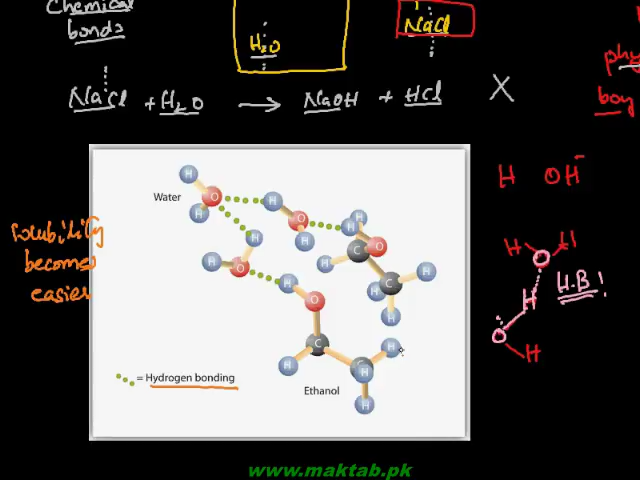 Chemical
bonds
H₂O
NaCl
NaCl + H₂O → NaOH + HCl X
boy
Water
Ethanol
= Hydrogen bonding
H O H H O H H O H H O H H C C H H H H H O C H C H H H
Solubility
becomes
easier
H OH⁻
H O H
H
H.B!
O
H
www.maktab.pk